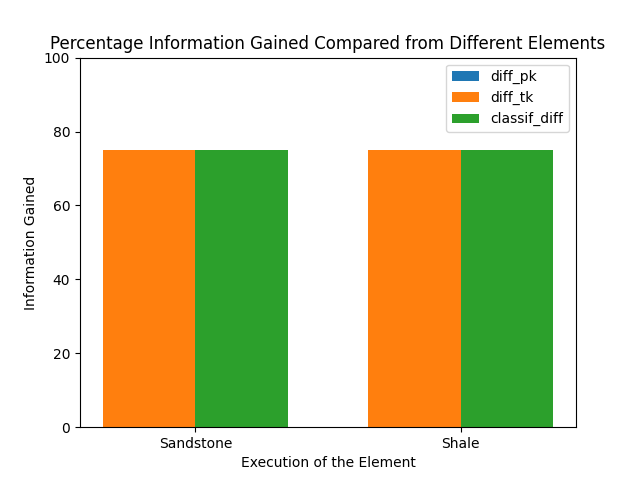 Percentage Information Gained Compared from Different Elements
100
80
60
40
20
0
Information Gained
diff_pk
diff_tk
classif_diff
Sandstone
Shale
Execution of the Element